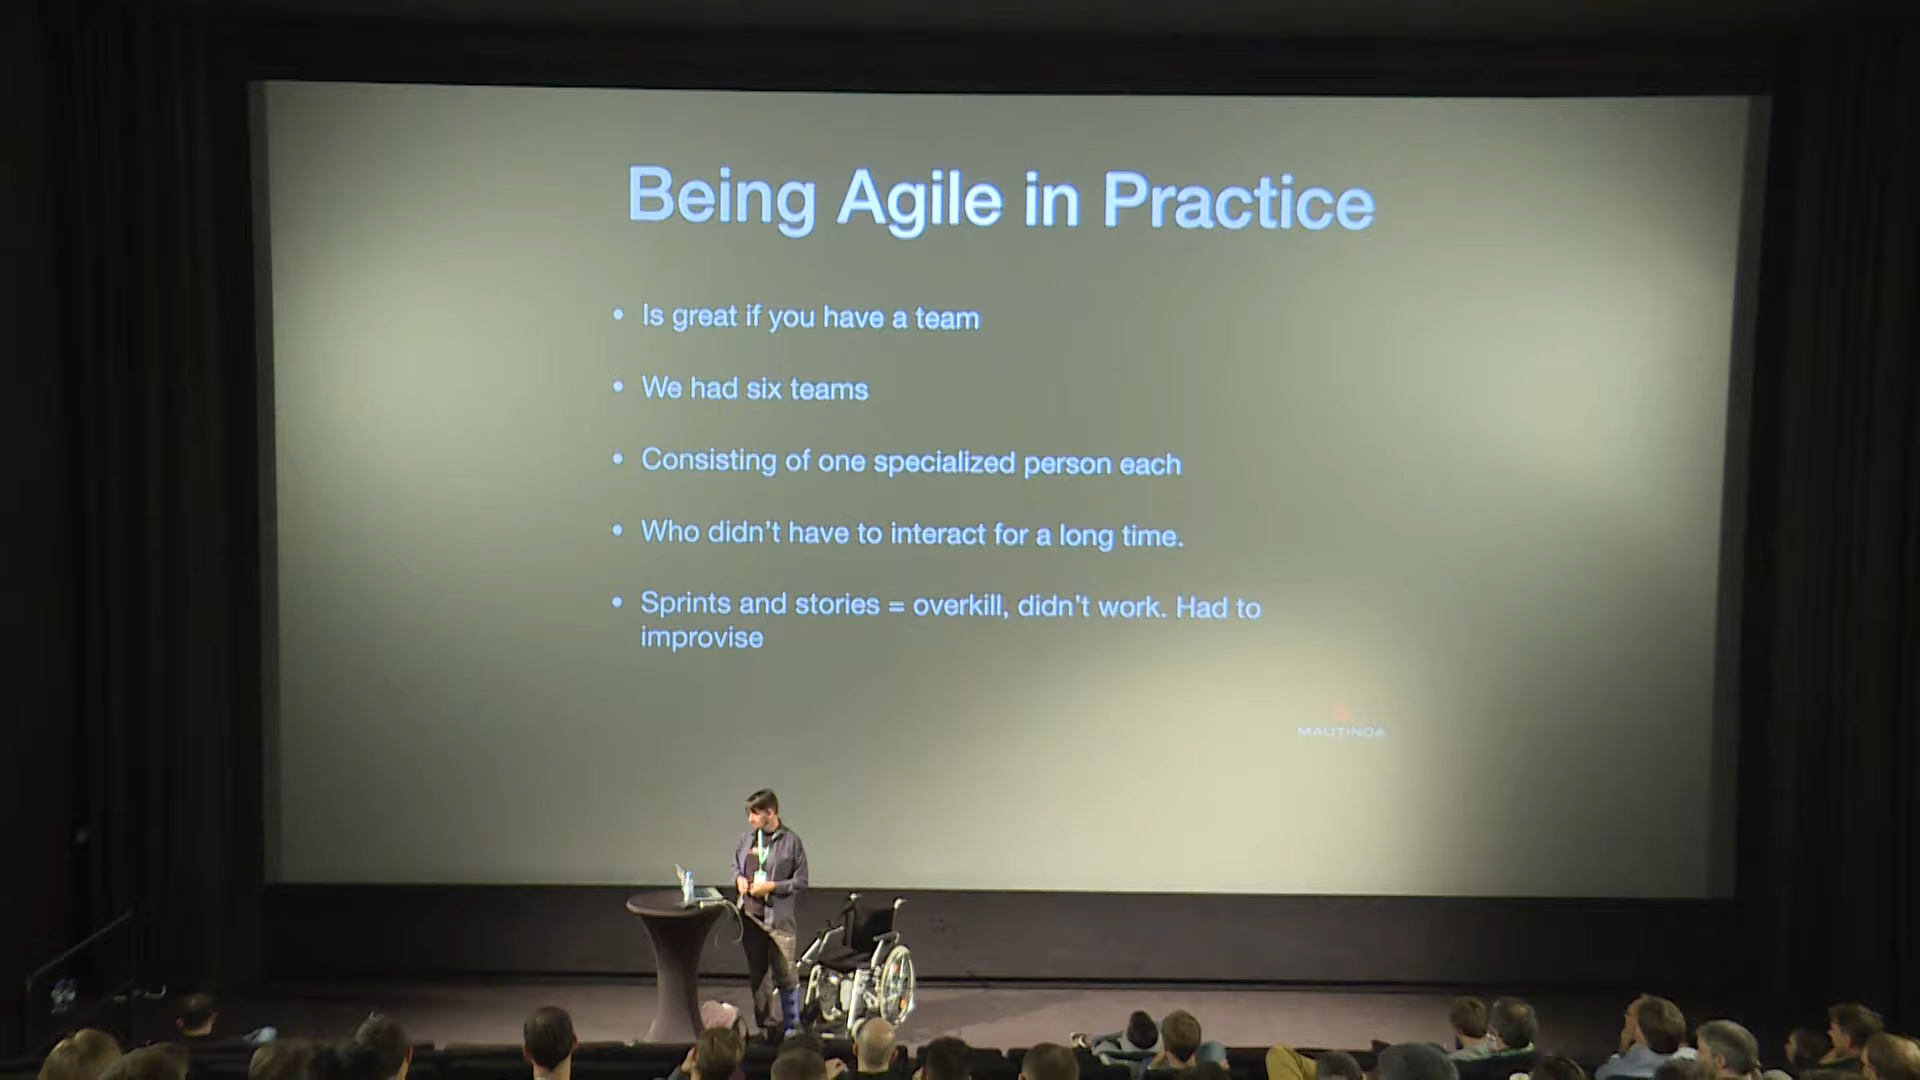 Being Agile in Practice
• Is great if you have a team
• We had six teams
• Consisting of one specialized person each
• Who didn't have to interact for a long time.
• Sprints and stories = overkill, didn't work. Had to
improvise
MAUTINOA